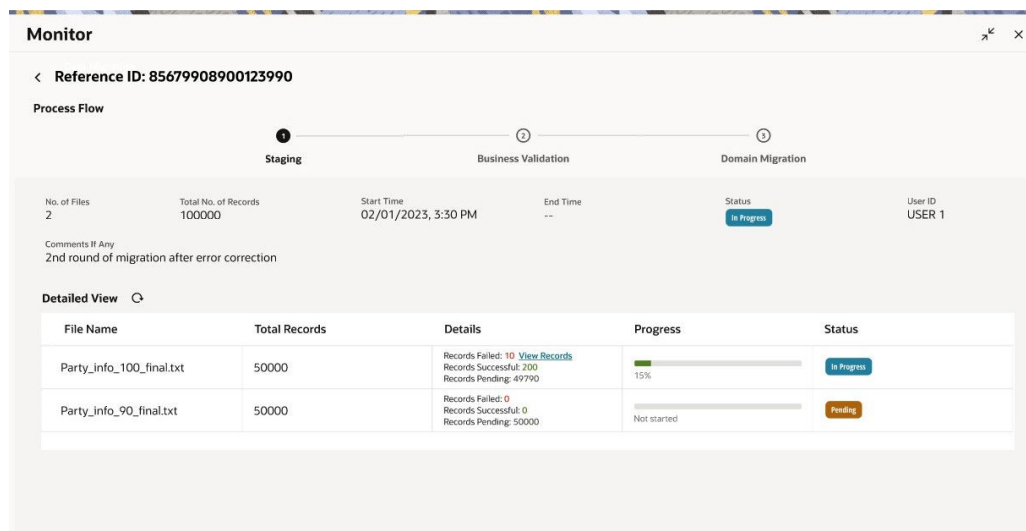 Monitor
Reference ID: 85679908900123990
Process Flow
1 2 3
Staging Business Validation Domain Migration
No. of Files Total No. of Records Start Time End Time Status User ID
2 100000 02/01/2023, 3:30 PM -- In Progress USER 1
Comments If Any
2nd round of migration after error correction
Detailed View
File Name Total Records Details Progress Status
Party_info_100_final.txt 50000 Records Failed: 10 View Records
Records Successful: 200
Records Pending: 49790
15% In Progress
Party_info_90_final.txt 50000 Records Failed: 0
Records Successful: 0
Records Pending: 50000
Not started Pending